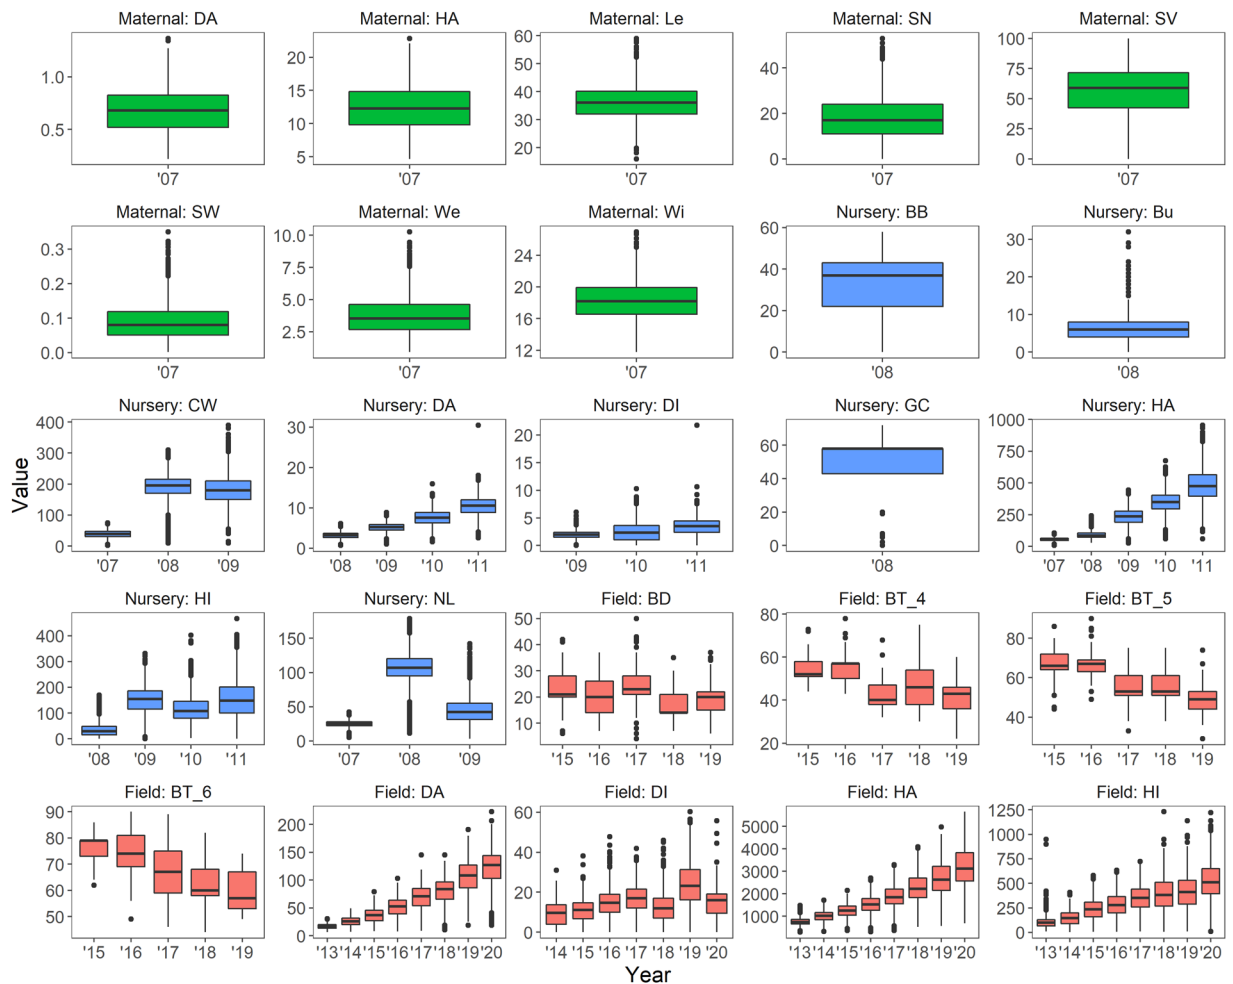 Maternal: DA
Maternal: HA
Maternal: Le
Maternal: SN
Maternal: SV
1.0
0.5
'07
20
15
10
5
'07
60
50
40
30
20
'07
40
20
0
'07
100
75
50
25
0
'07
Maternal: SW
Maternal: We
Maternal: Wi
Nursery: BB
Nursery: Bu
0.3
0.2
0.1
0.0
'07
10.0
7.5
5.0
2.5
'07
24
20
16
12
'07
60
40
20
0
'08
30
20
10
0
'08
Nursery: CW
Nursery: DA
Nursery: DI
Nursery: GC
Nursery: HA
400
300
200
100
0
'07 '08 '09
30
20
10
0
'08 '09 '10 '11
20
15
10
5
0
'09 '10 '11
60
40
20
0
'08
1000
750
500
250
0
'07 '08 '09 '10 '11
Value
Nursery: HI
Nursery: NL
Field: BD
Field: BT_4
Field: BT_5
400
300
200
100
0
'08 '09 '10 '11
150
100
50
0
'07 '08 '09
50
40
30
20
10
'15 '16 '17 '18 '19
80
60
40
20
'15 '16 '17 '18 '19
80
60
40
'15 '16 '17 '18 '19
Field: BT_6
Field: DA
Field: DI
Field: HA
Field: HI
90
80
70
60
50
'15 '16 '17 '18 '19
200
150
100
50
0
'13 '14 '15 '16 '17 '18 '19 '20
60
40
20
0
'14 '15 '16 '17 '18 '19 '20
5000
4000
3000
2000
1000
'13 '14 '15 '16 '17 '18 '19 '20
1250
1000
750
500
250
0
'13 '14 '15 '16 '17 '18 '19 '20
Year